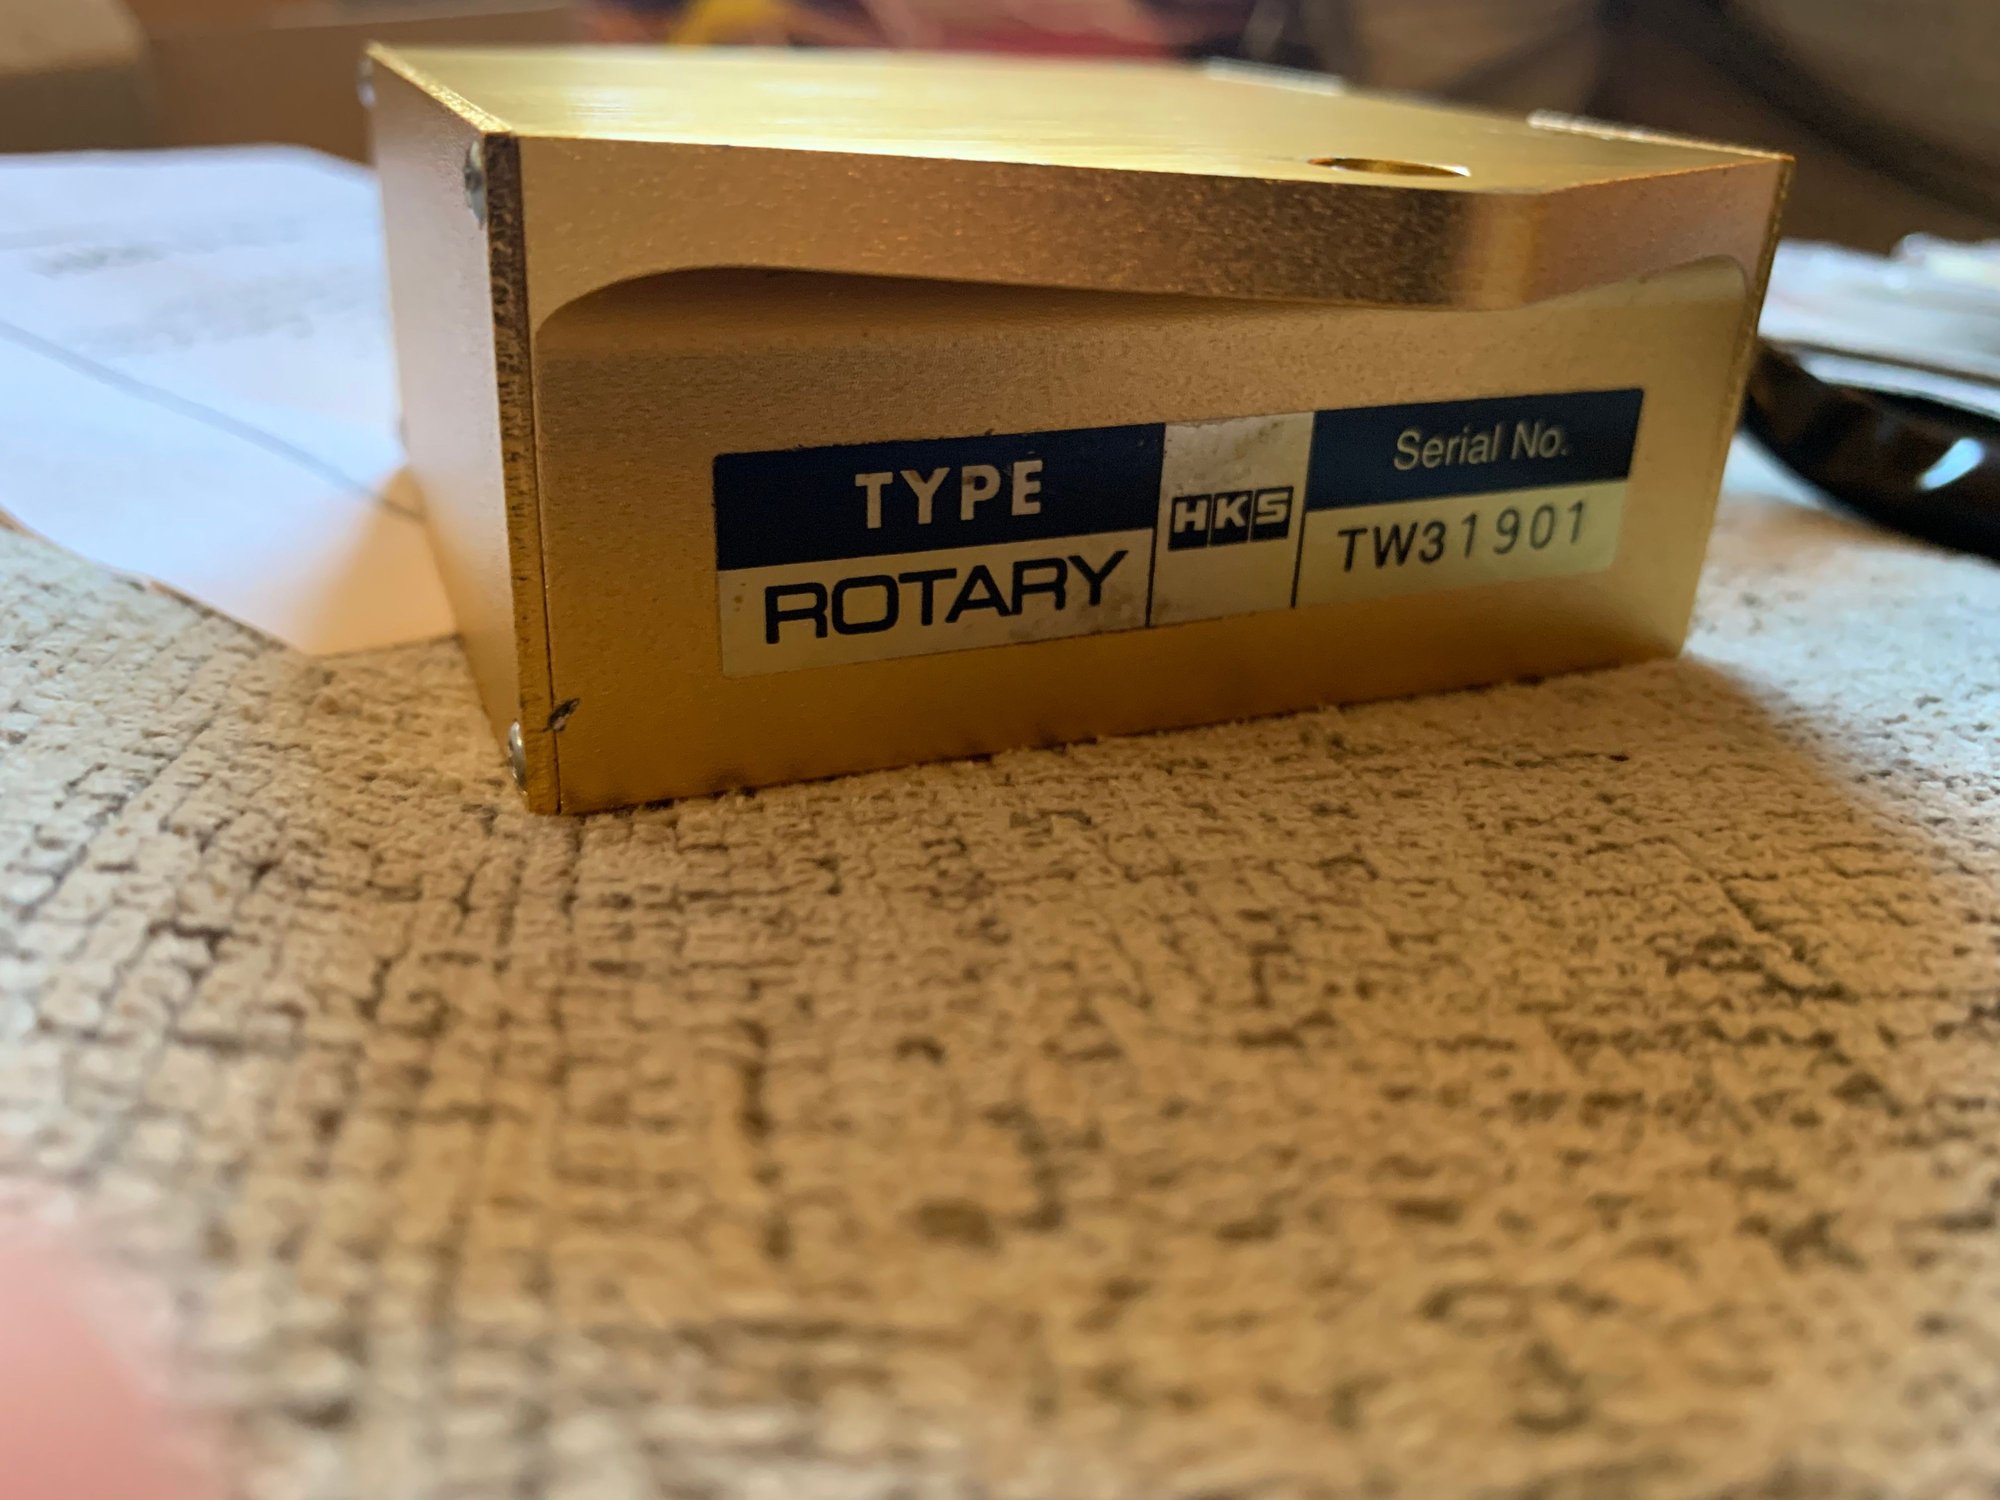 TYPE
ROTARY
HKS
Serial No.
TW31901